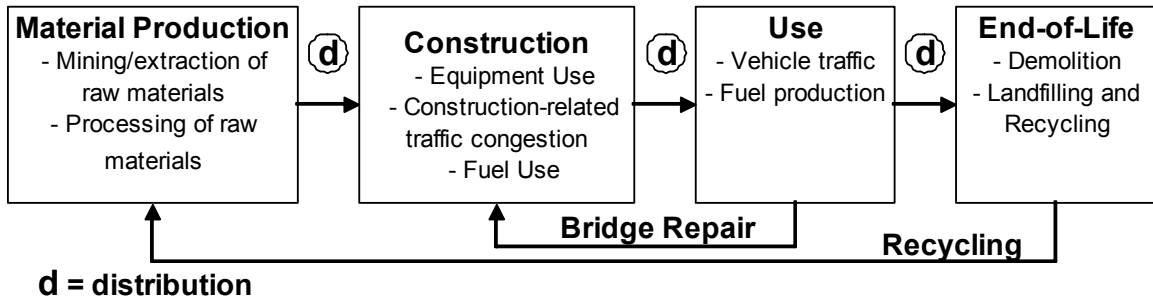 Material Production
- Mining/extraction of
raw materials
- Processing of raw
materials
d
Construction
- Equipment Use
- Construction-related
traffic congestion
- Fuel Use
d
Use
- Vehicle traffic
- Fuel production
d
End-of-Life
- Demolition
- Landfilling and
Recycling
Bridge Repair
Recycling
d = distribution